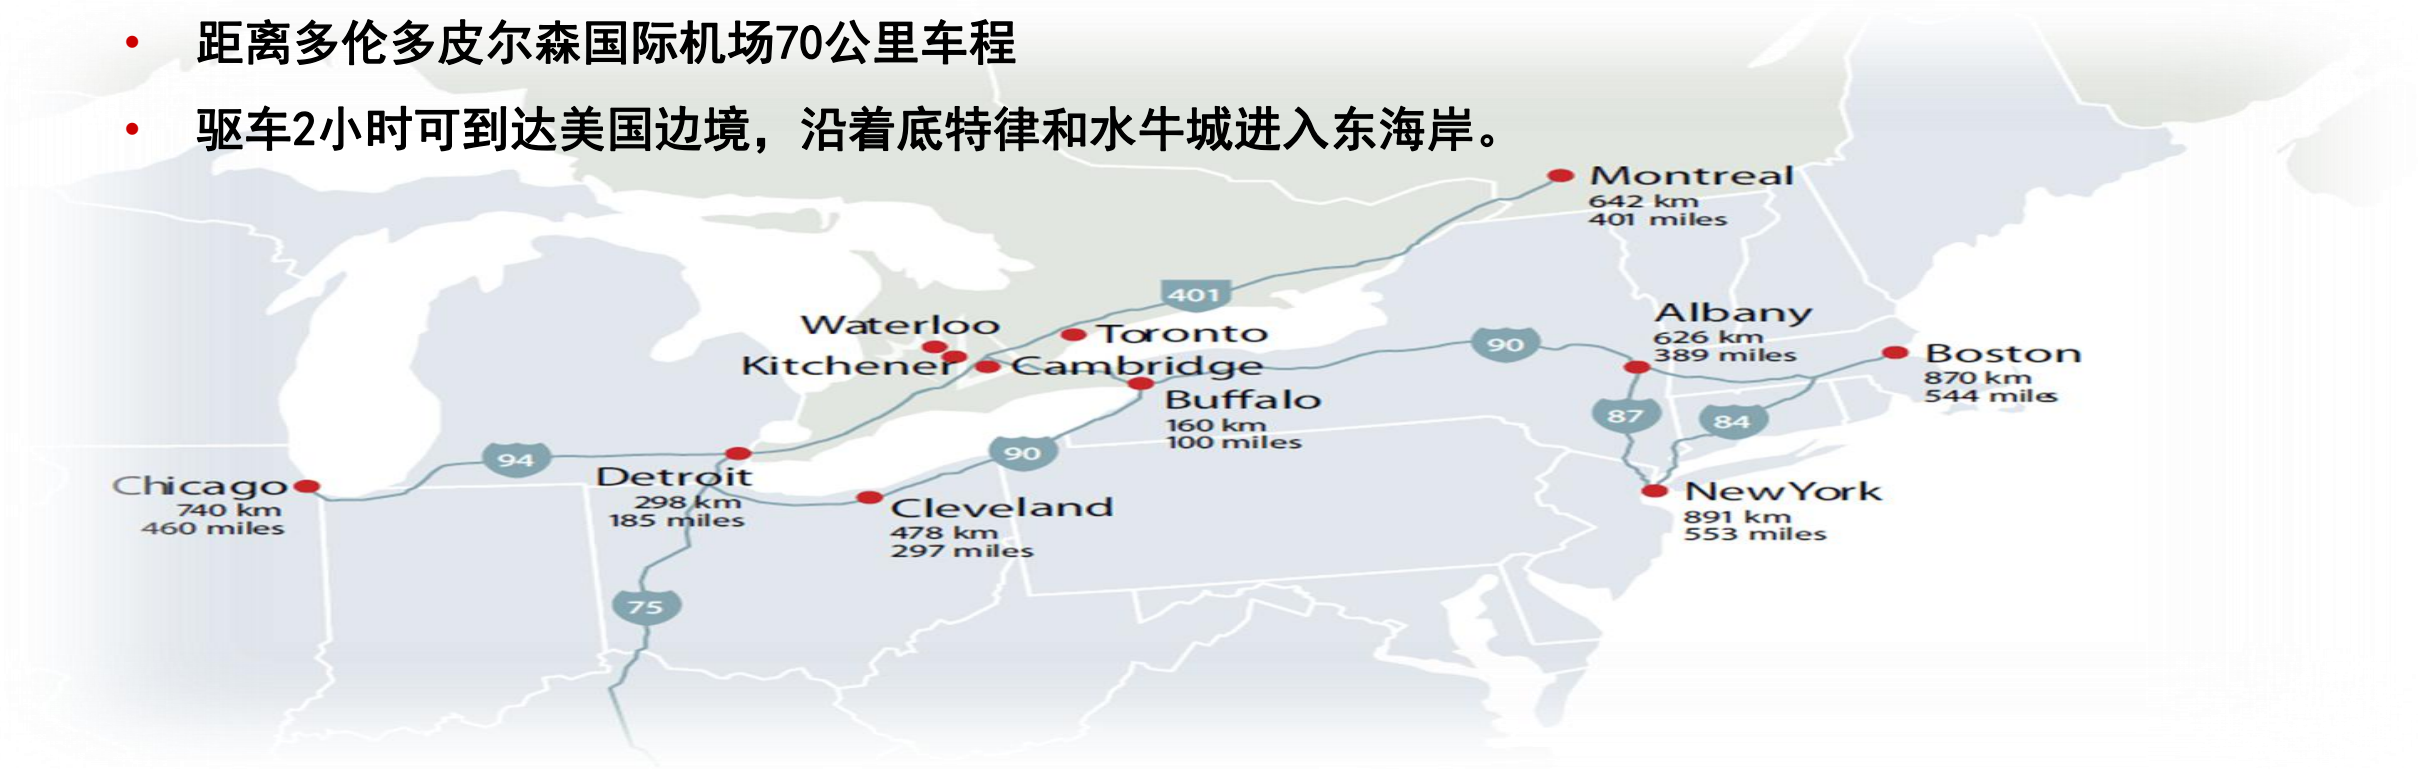 • 距离多伦多皮尔森国际机场70公里车程
• 驱车2小时可到达美国边境，沿着底特律和水牛城进入东海岸。
Montreal
642 km
401 miles
401
Waterloo
Toronto
Kitchener
Cambridge
90
Albany
626 km
389 miles
Boston
870 km
544 miles
Buffalo
160 km
100 miles
87
84
94
90
Chicago
740 km
460 miles
Detroit
298 km
185 miles
Cleveland
478 km
297 miles
New York
891 km
553 miles
75